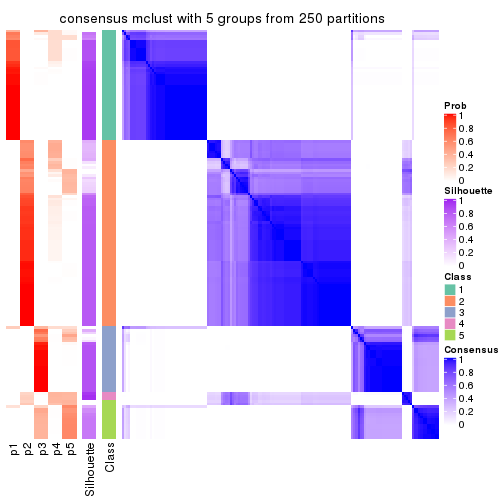 consensus mclust with 5 groups from 250 partitions
Prob
1
0.8
0.6
0.4
0.2
0
Silhouette
1
0.8
0.6
0.4
0.2
0
Class
1
2
3
4
5
Consensus
1
0.8
0.6
0.4
0.2
0
p1
p2
p3
p4
p5
Silhouette
Class